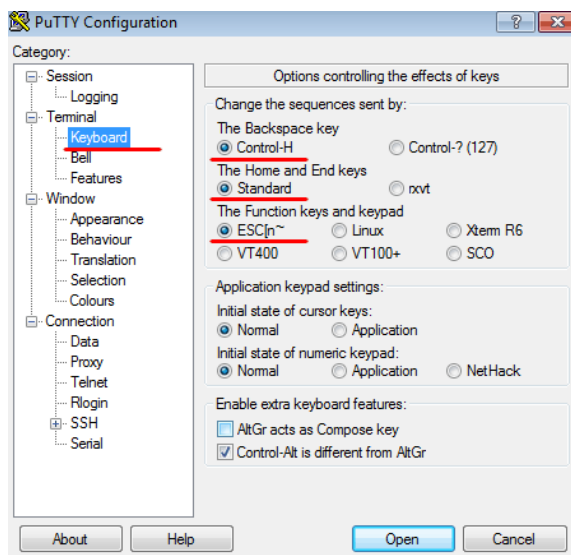 PuTTY Configuration
Category:
Session
Logging
Terminal
Keyboard
Bell
Features
Window
Appearance
Behaviour
Translation
Selection
Colours
Connection
Data
Proxy
Telnet
Rlogin
SSH
Serial
Options controlling the effects of keys
Change the sequences sent by:
The Backspace key
Control-H Control-? (127)
The Home and End keys
Standard rxvt
The Function keys and keypad
ESC[n~ Linux Xterm R6
VT400 VT100+ SCO
Application keypad settings:
Initial state of cursor keys:
Normal Application
Initial state of numeric keypad:
Normal Application NetHack
Enable extra keyboard features:
AltGr acts as Compose key
Control-Alt is different from AltGr
About Help Open Cancel